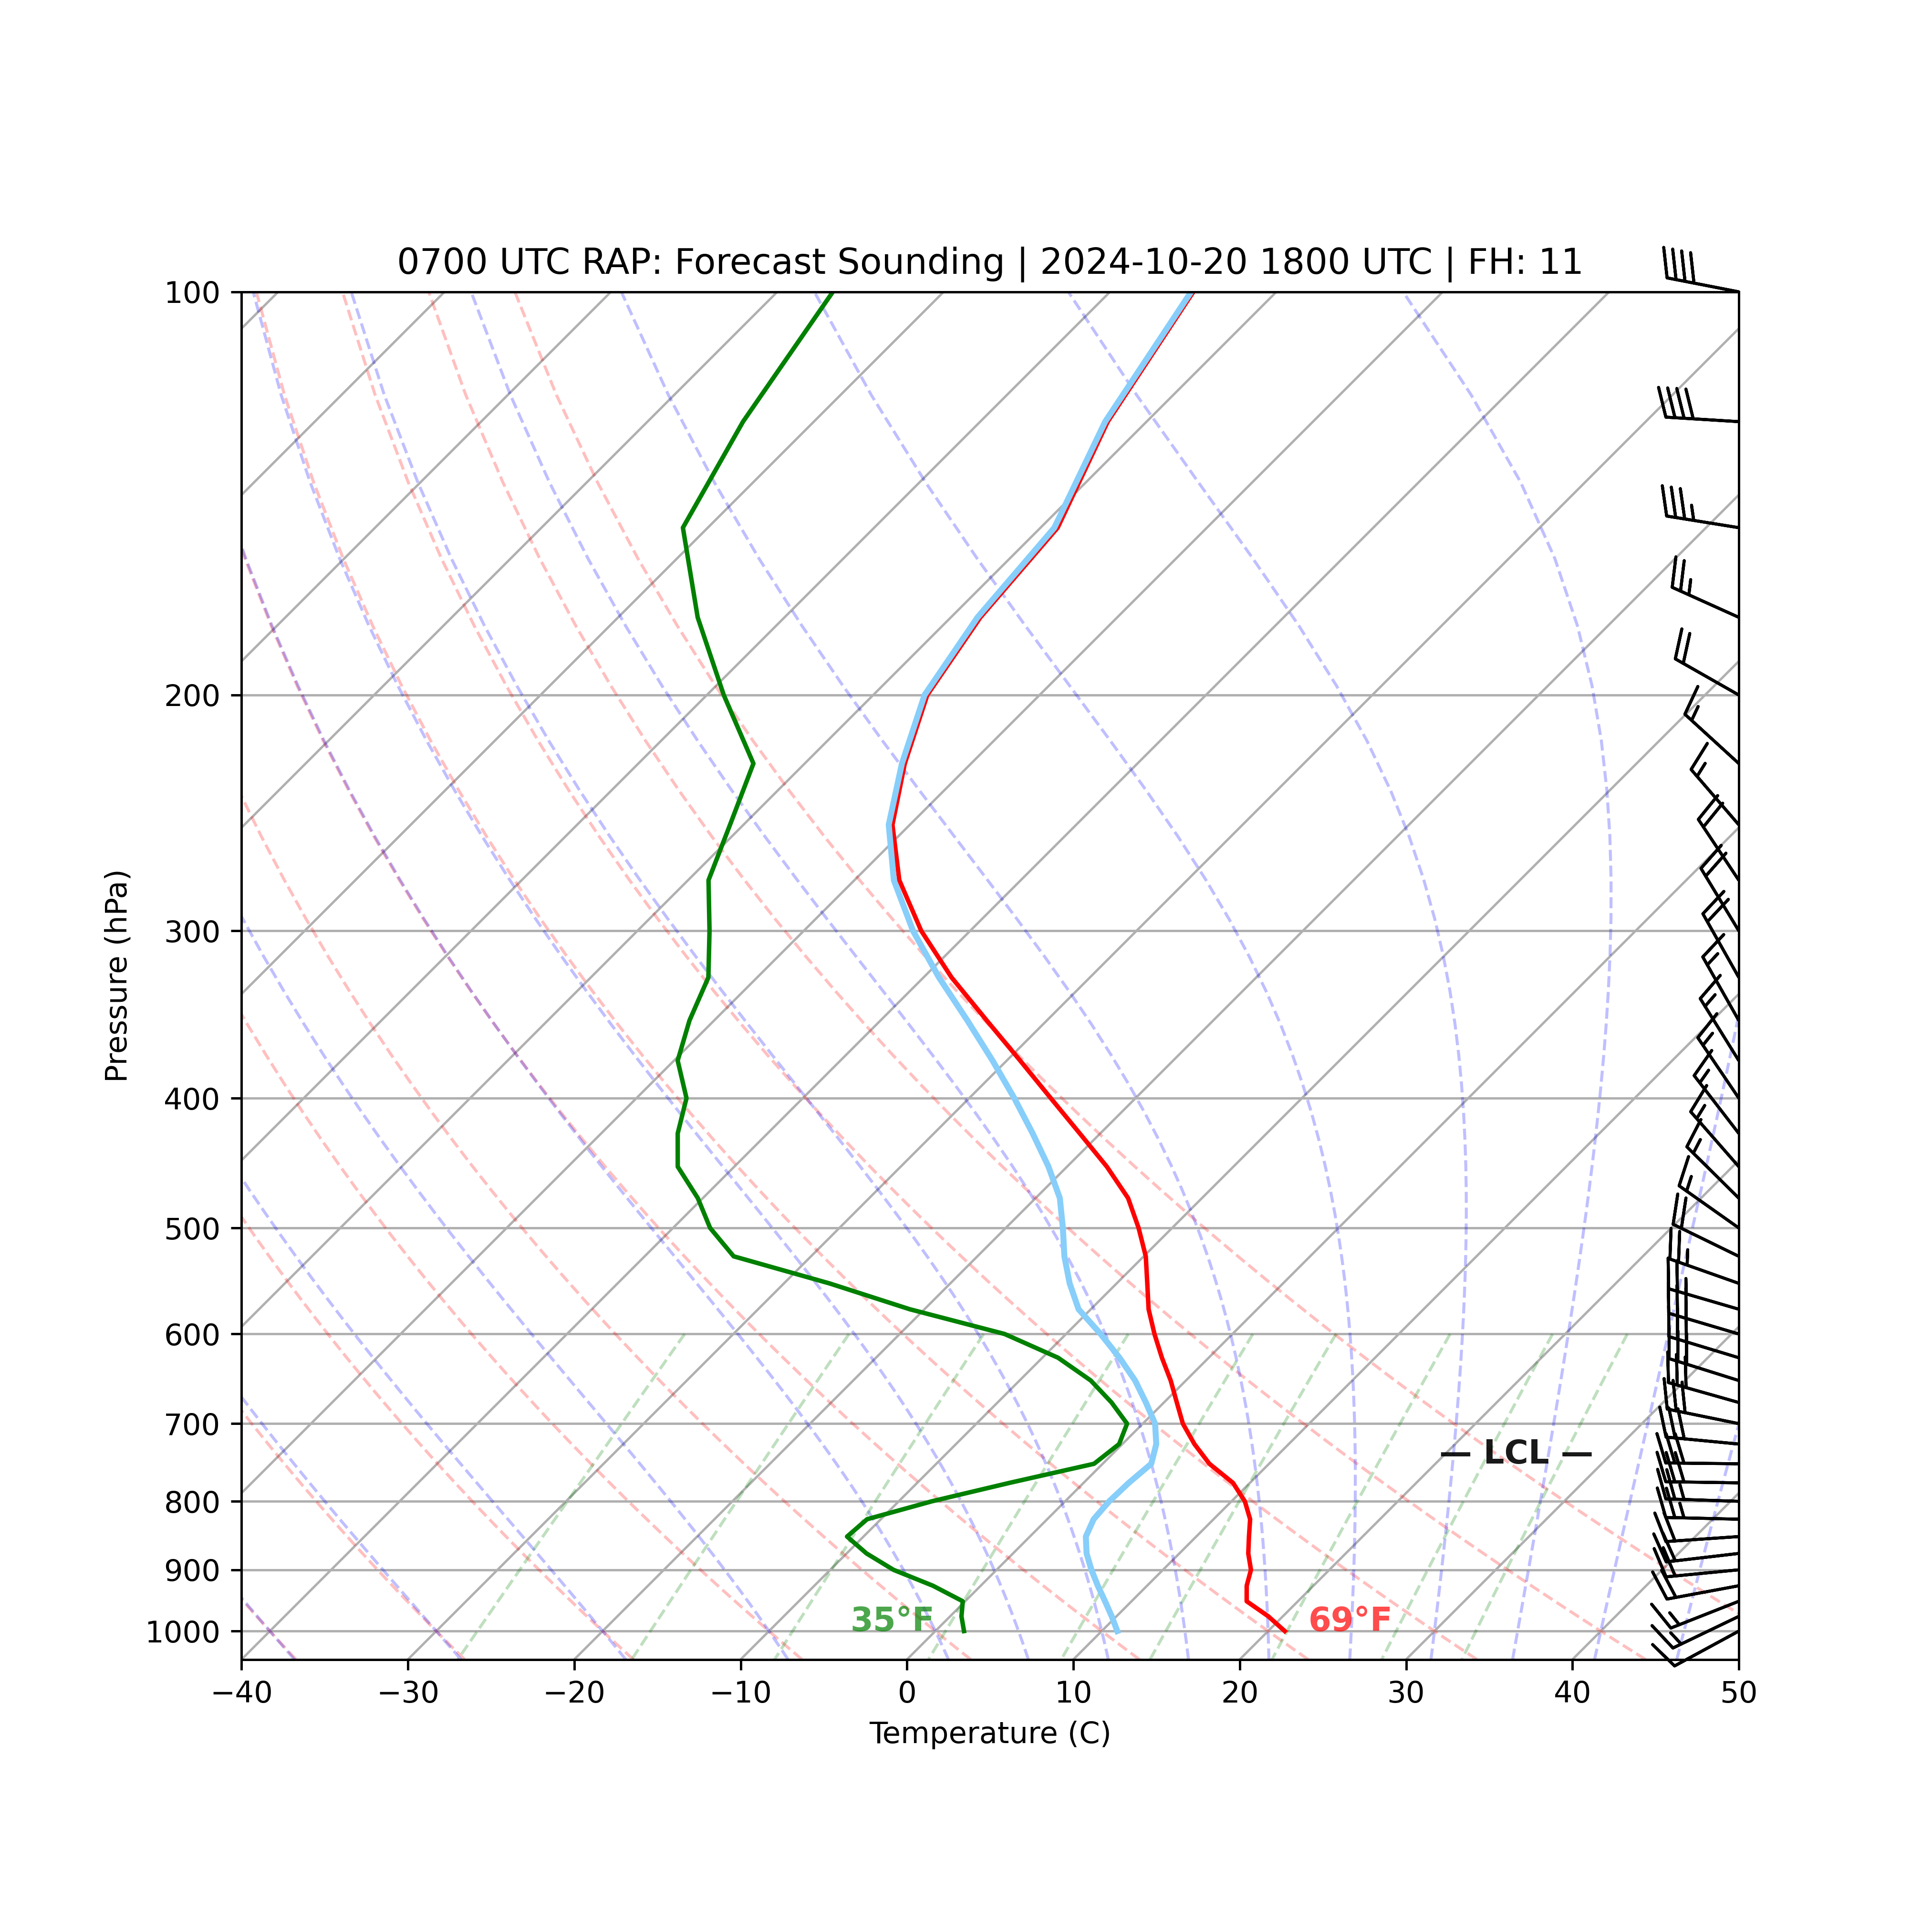 0700 UTC RAP: Forecast Sounding | 2024-10-20 1800 UTC | FH: 11
100
200
300
400
500
600
700
800
900
1000
Pressure (hPa)
— LCL —
35°F
69°F
−40 −30 −20 −10 0 10 20 30 40 50
Temperature (C)